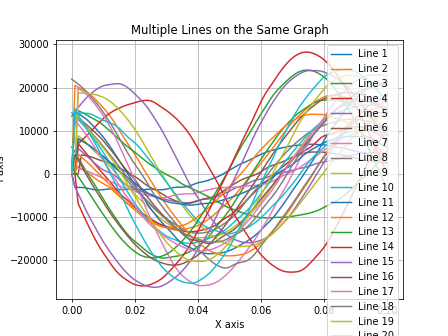 Multiple Lines on the Same Graph
30000
20000
10000
0
−10000
−20000
0.00
0.02
0.04
0.06
0.08
X axis
Line 1
Line 2
Line 3
Line 4
Line 5
Line 6
Line 7
Line 8
Line 9
Line 10
Line 11
Line 12
Line 13
Line 14
Line 15
Line 16
Line 17
Line 18
Line 19